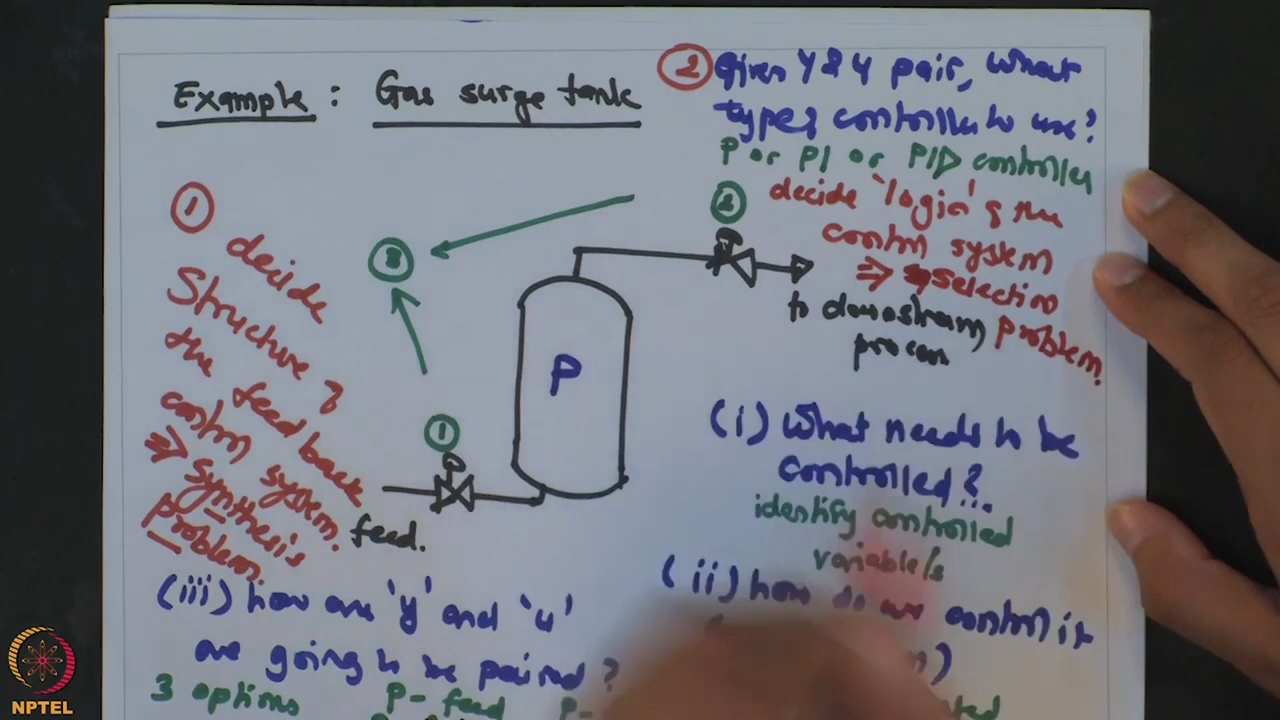 Example : Gas surge tank
② Given y & u pair, what
type of controller to use?
P or PI or PID controller
decide 'login' of the
control system
⇒ selection
problem.
① decide
Structure of
the feed back
control system.
⇒ synthesis
problem.
③
②
to downstream
process
P
①
feed.
(i) What needs to be
controlled?...
identify controlled
variable/s
(ii) how do we control it
(iii) how are 'y' and 'u'
are going to be paired ?
3 options P- feed P-
NPTEL